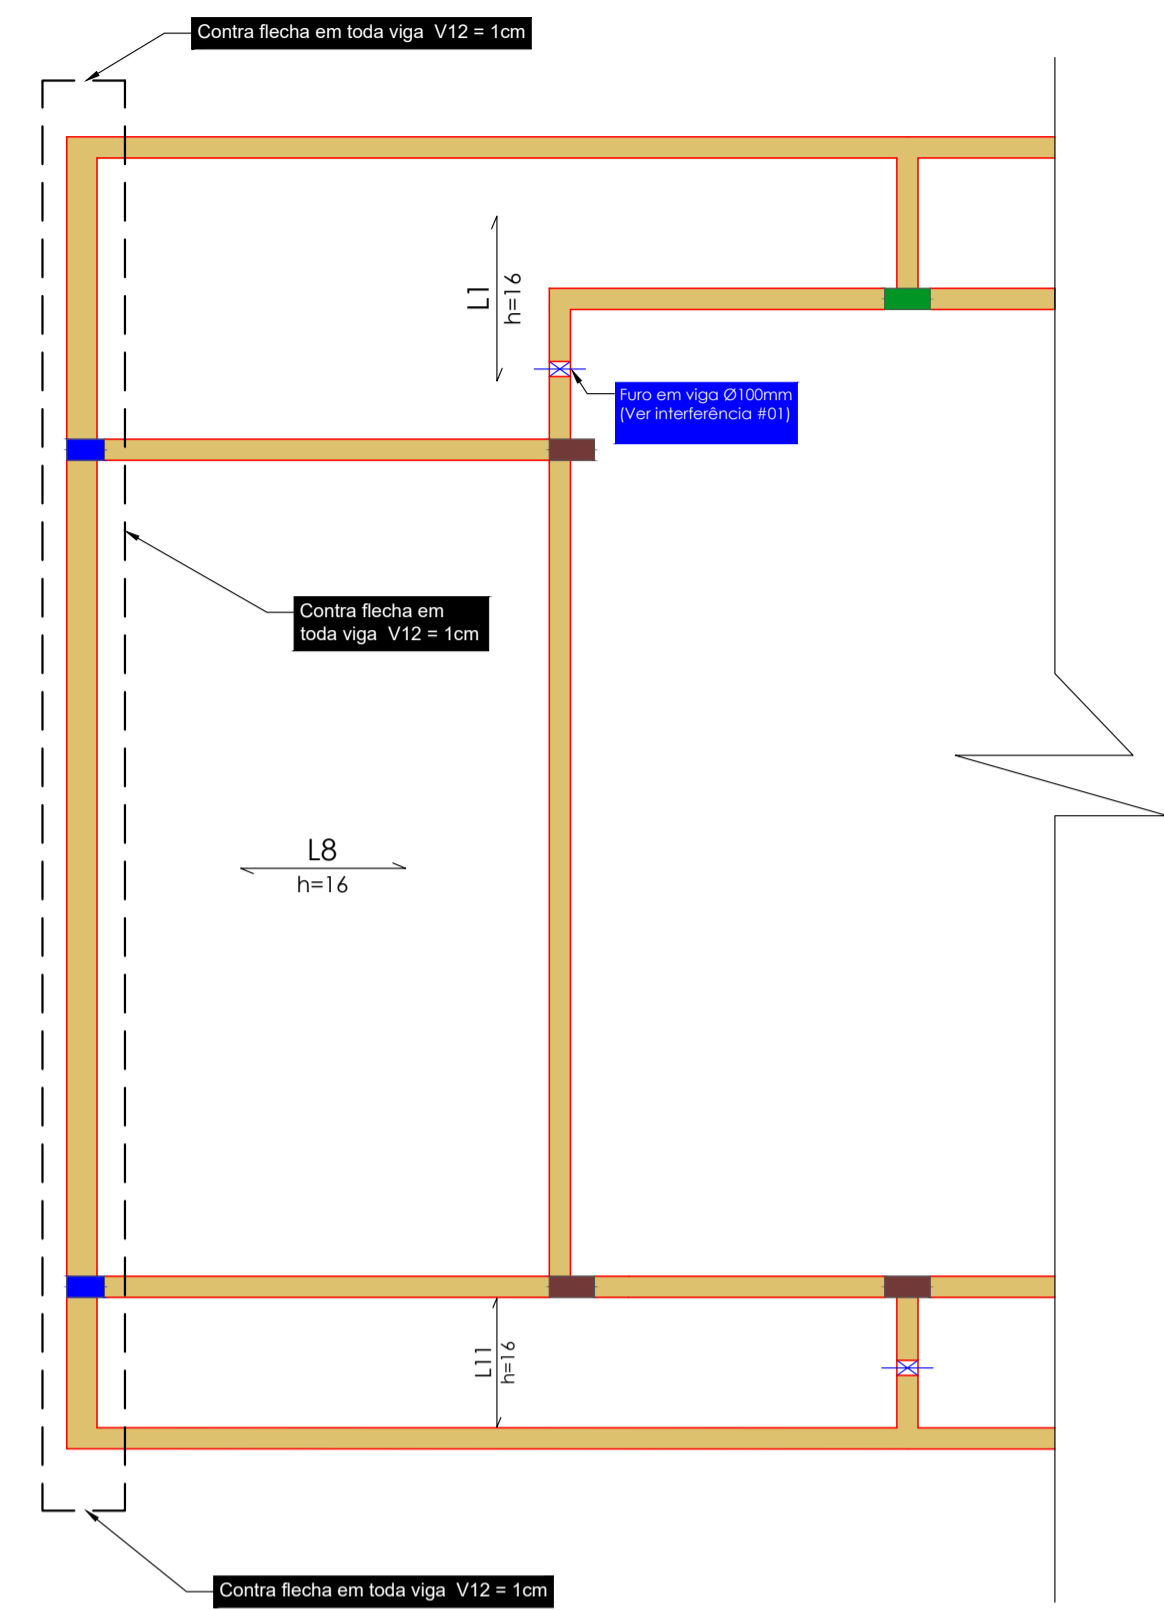 Contra flecha em toda viga V12 = 1cm
L1
h=16
Furo em viga Ø100mm
(Ver interferência #01)
Contra flecha em
toda viga V12 = 1cm
L8
h=16
L11
h=16
Contra flecha em toda viga V12 = 1cm